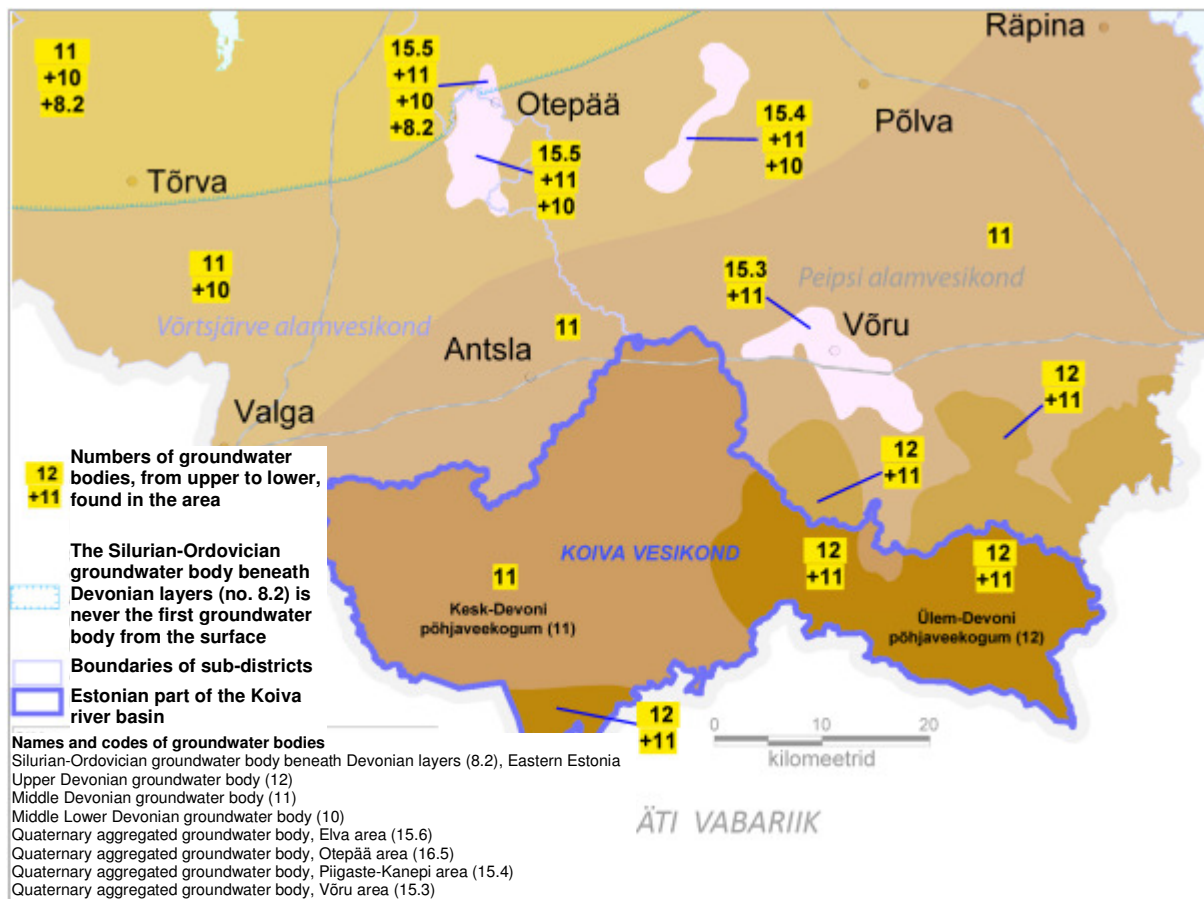 Räpina
11
+10
+8.2
15.5
+11
+10
+8.2
Otepää
15.4
+11
+10
Põlva
15.5
+11
+10
Tõrva
11
11
+10
15.3
+11
Peipsi alamvesikond
Võrtsjärve alamvesikond
11
Võru
Antsla
12
+11
Valga
12
+11
12
+11
Numbers of groundwater
bodies, from upper to lower,
found in the area
KOIVA VESIKOND
12
+11
12
+11
11
Kesk-Devoni
põhjaveekogum (11)
Ülem-Devoni
põhjaveekogum (12)
The Silurian-Ordovician
groundwater body beneath
Devonian layers (no. 8.2) is
never the first groundwater
body from the surface
Boundaries of sub-districts
Estonian part of the Koiva
river basin
12
+11
0 10 20
kilomeetrid
Names and codes of groundwater bodies
Silurian-Ordovician groundwater body beneath Devonian layers (8.2), Eastern Estonia
Upper Devonian groundwater body (12)
Middle Devonian groundwater body (11)
Middle Lower Devonian groundwater body (10)
Quaternary aggregated groundwater body, Elva area (15.6)
Quaternary aggregated groundwater body, Otepää area (16.5)
Quaternary aggregated groundwater body, Piigaste-Kanepi area (15.4)
Quaternary aggregated groundwater body, Võru area (15.3)
ÄTI VABARIIK